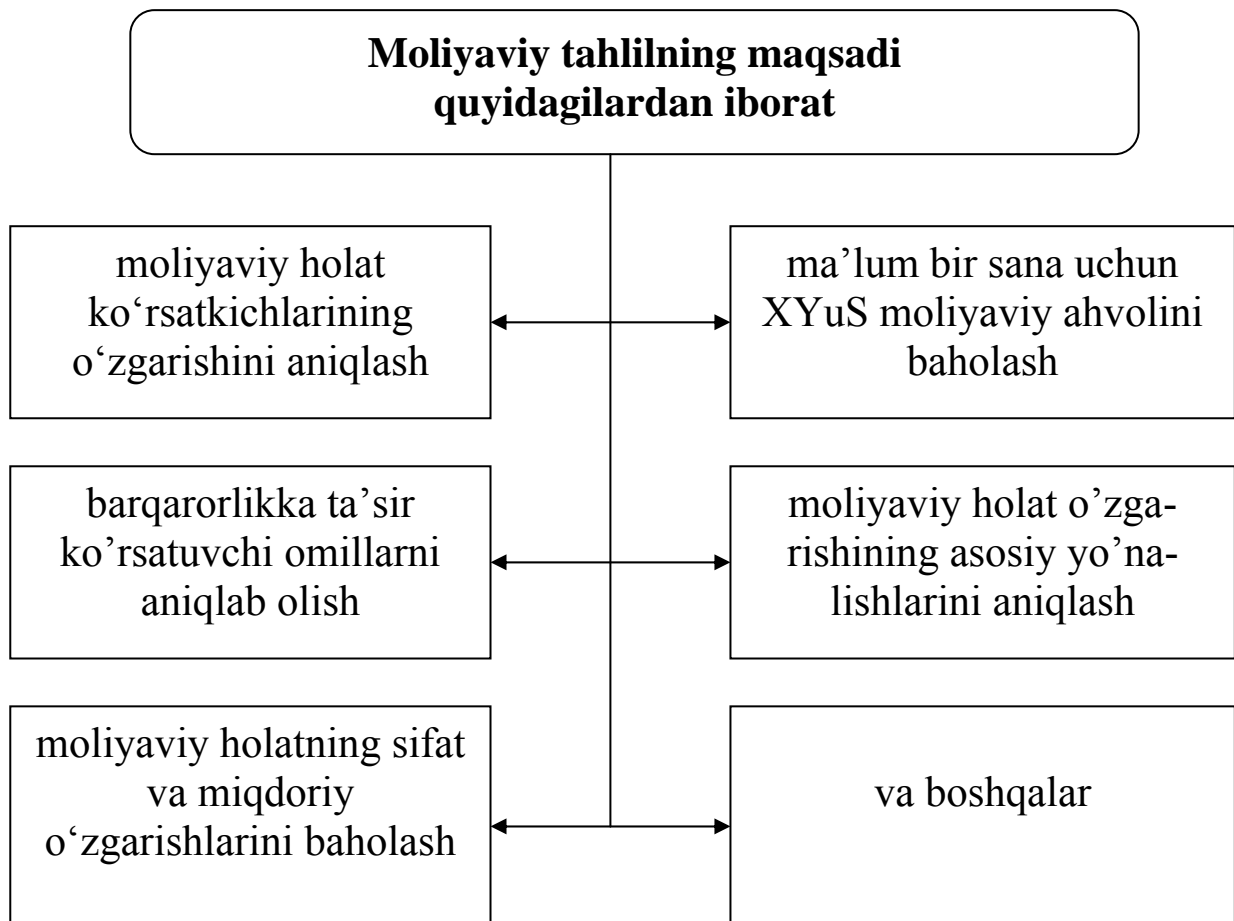 Moliyaviy tahlilning maqsadi
quyidagilardan iborat
moliyaviy holat
ko‘rsatkichlarining
o‘zgarishini aniqlash
ma’lum bir sana uchun
XYuS moliyaviy ahvolini
baholash
barqarorlikka ta’sir
ko’rsatuvchi omillarni
aniqlab olish
moliyaviy holat o’zga-
rishining asosiy yo’na-
lishlarini aniqlash
moliyaviy holatning sifat
va miqdoriy
o‘zgarishlarini baholash
va boshqalar